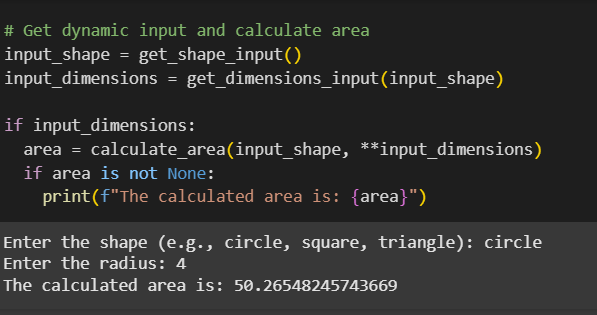 # Get dynamic input and calculate area
input_shape = get_shape_input()
input_dimensions = get_dimensions_input(input_shape)
if input_dimensions:
  area = calculate_area(input_shape, **input_dimensions)
  if area is not None:
    print(f"The calculated area is: {area}")
Enter the shape (e.g., circle, square, triangle): circle
Enter the radius: 4
The calculated area is: 50.26548245743669